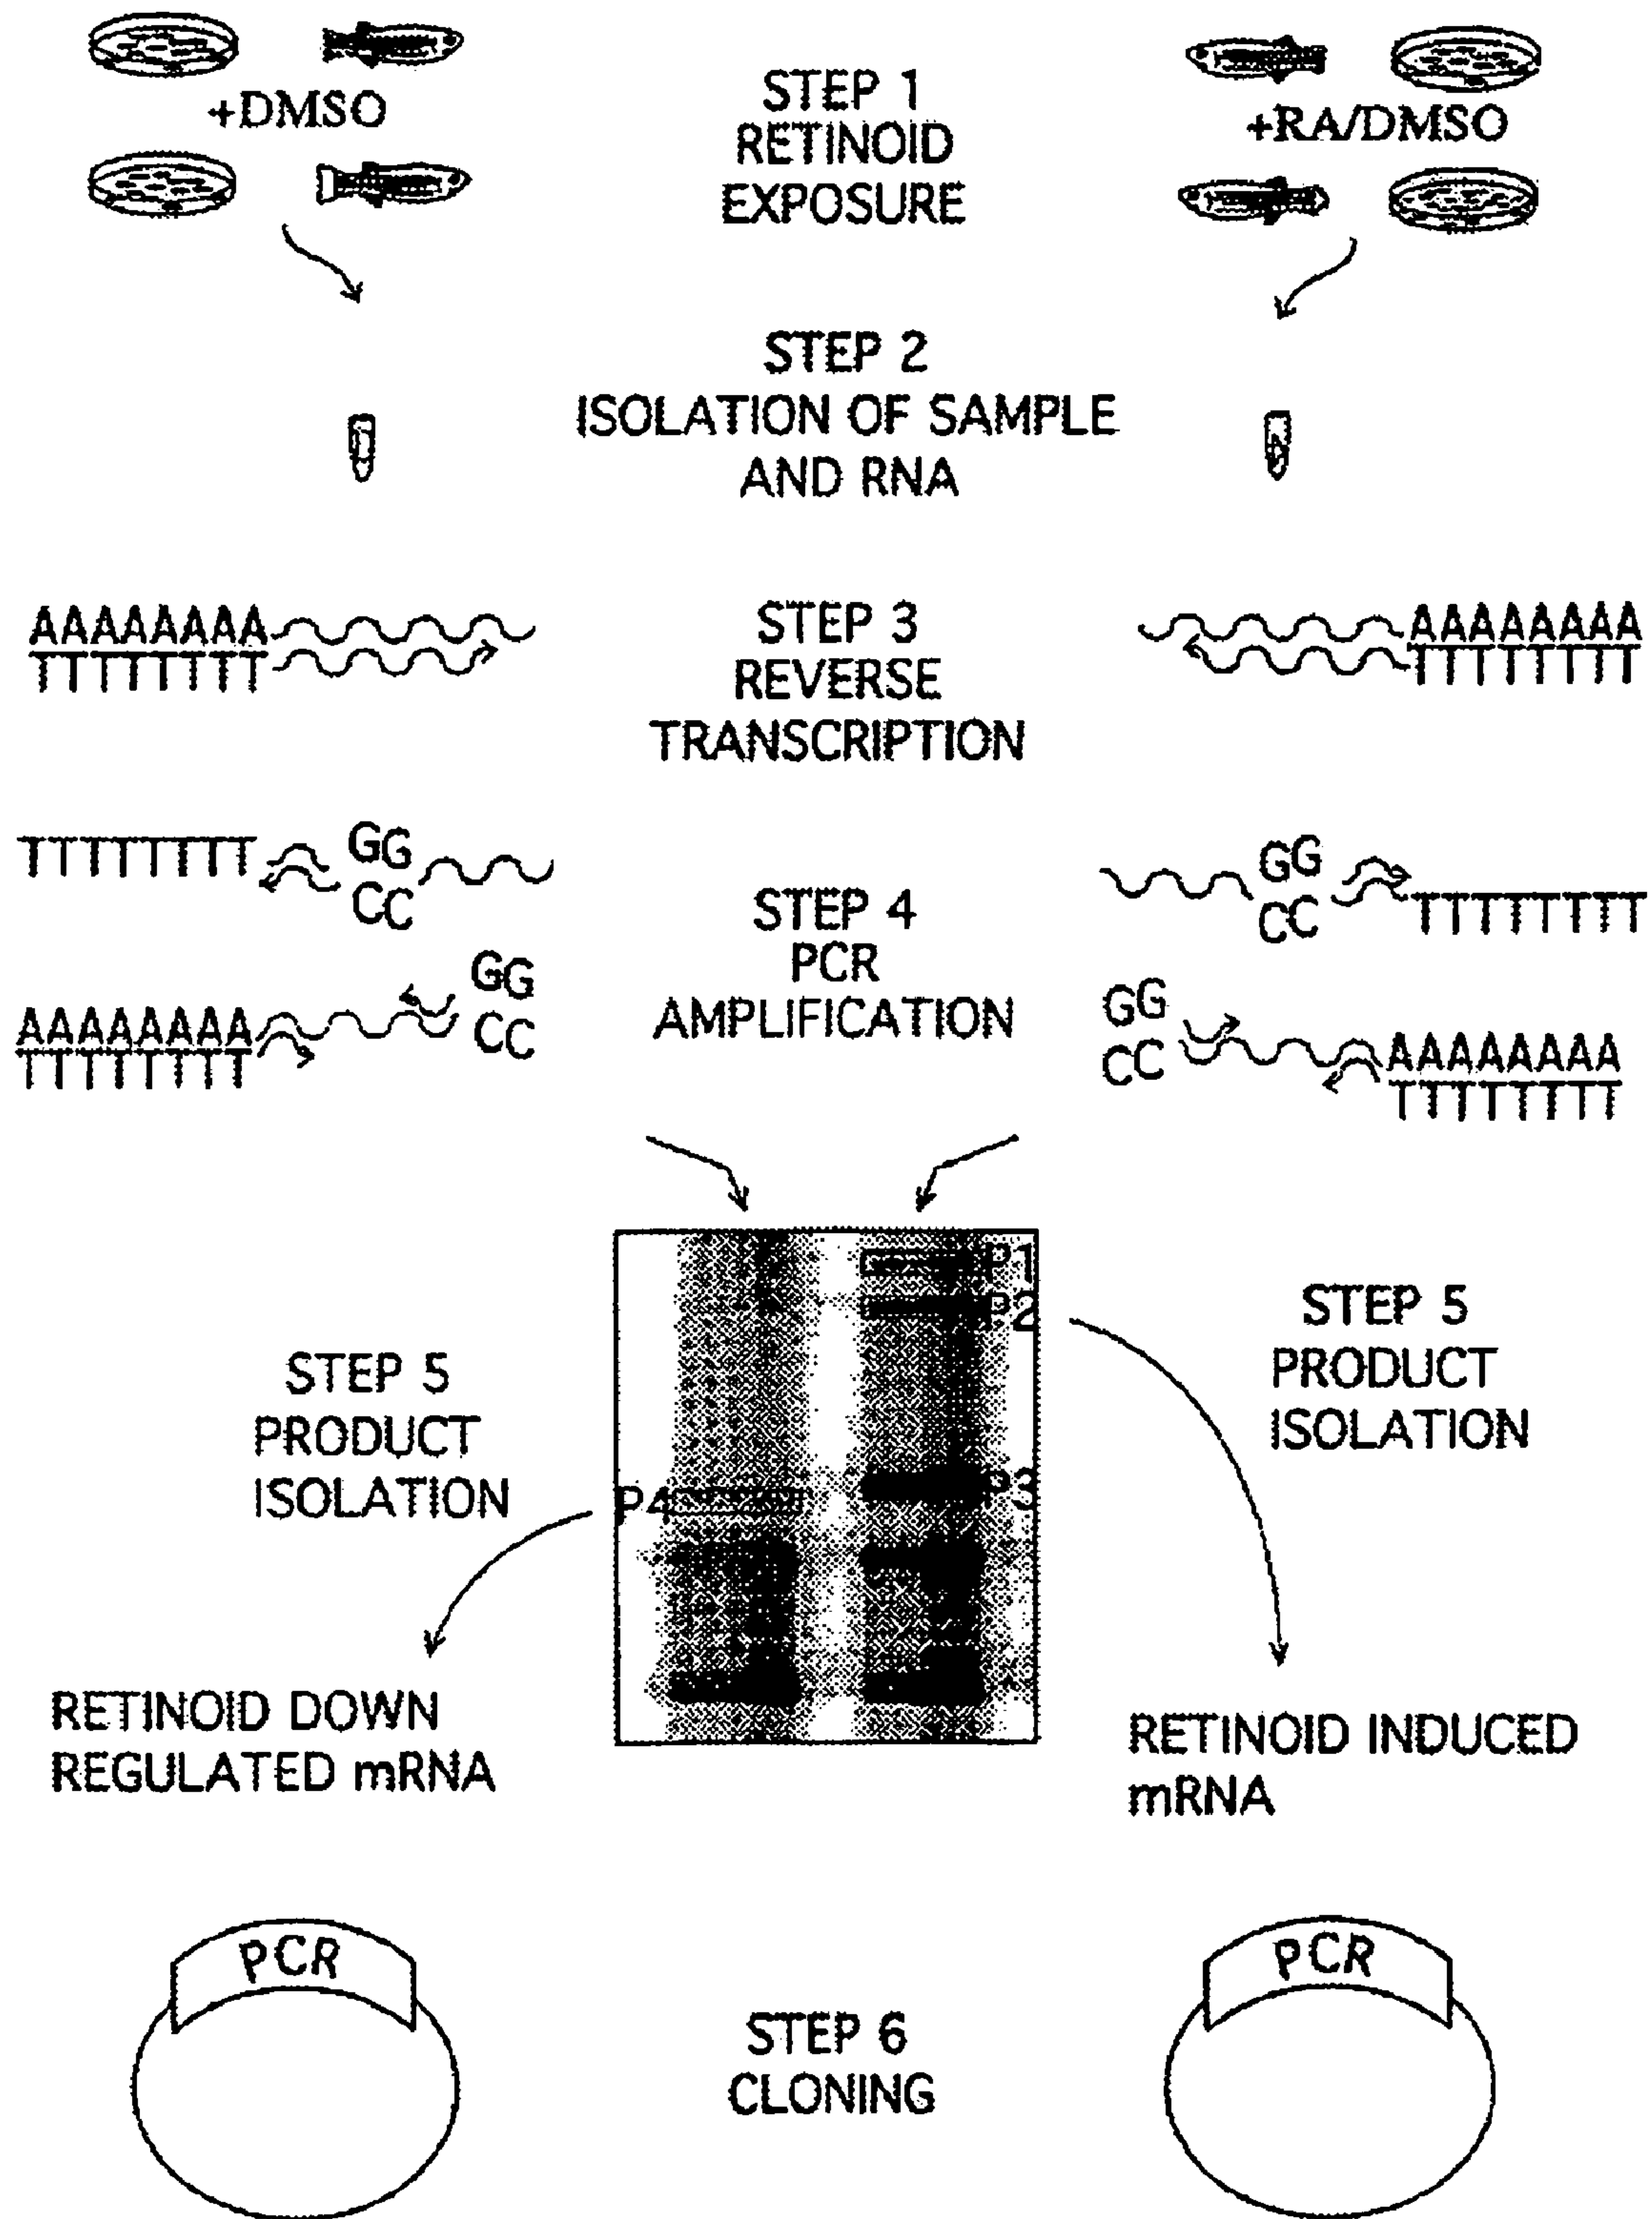 +DMSO
STEP 1
RETINOID
EXPOSURE
+RA/DMSO
STEP 2
ISOLATION OF SAMPLE
AND RNA
AAAAAAAA
TTTTTTTT
STEP 3
REVERSE
TRANSCRIPTION
AAAAAAAA
TTTTTTTT
TTTTTTTT
GG
CC
GG
CC
AAAAAAAA
TTTTTTTT
STEP 4
PCR
AMPLIFICATION
GG
CC
TTTTTTTT
GG
CC
AAAAAAAA
TTTTTTTT
P1
P2
P3
P4
STEP 5
PRODUCT
ISOLATION
STEP 5
PRODUCT
ISOLATION
RETINOID DOWN
REGULATED mRNA
RETINOID INDUCED
mRNA
PCR
STEP 6
CLONING
PCR